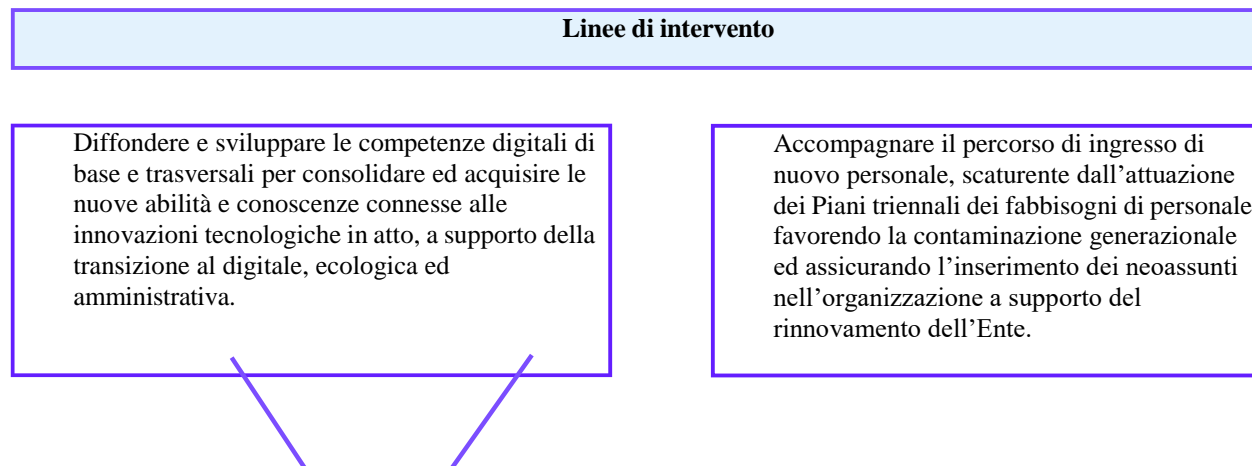 Linee di intervento
Diffondere e sviluppare le competenze digitali di
base e trasversali per consolidare ed acquisire le
nuove abilità e conoscenze connesse alle
innovazioni tecnologiche in atto, a supporto della
transizione al digitale, ecologica ed
amministrativa.
Accompagnare il percorso di ingresso di
nuovo personale, scaturente dall’attuazione
dei Piani triennali dei fabbisogni di personale
favorendo la contaminazione generazionale
ed assicurando l’inserimento dei neoassunti
nell’organizzazione a supporto del
rinnovamento dell’Ente.